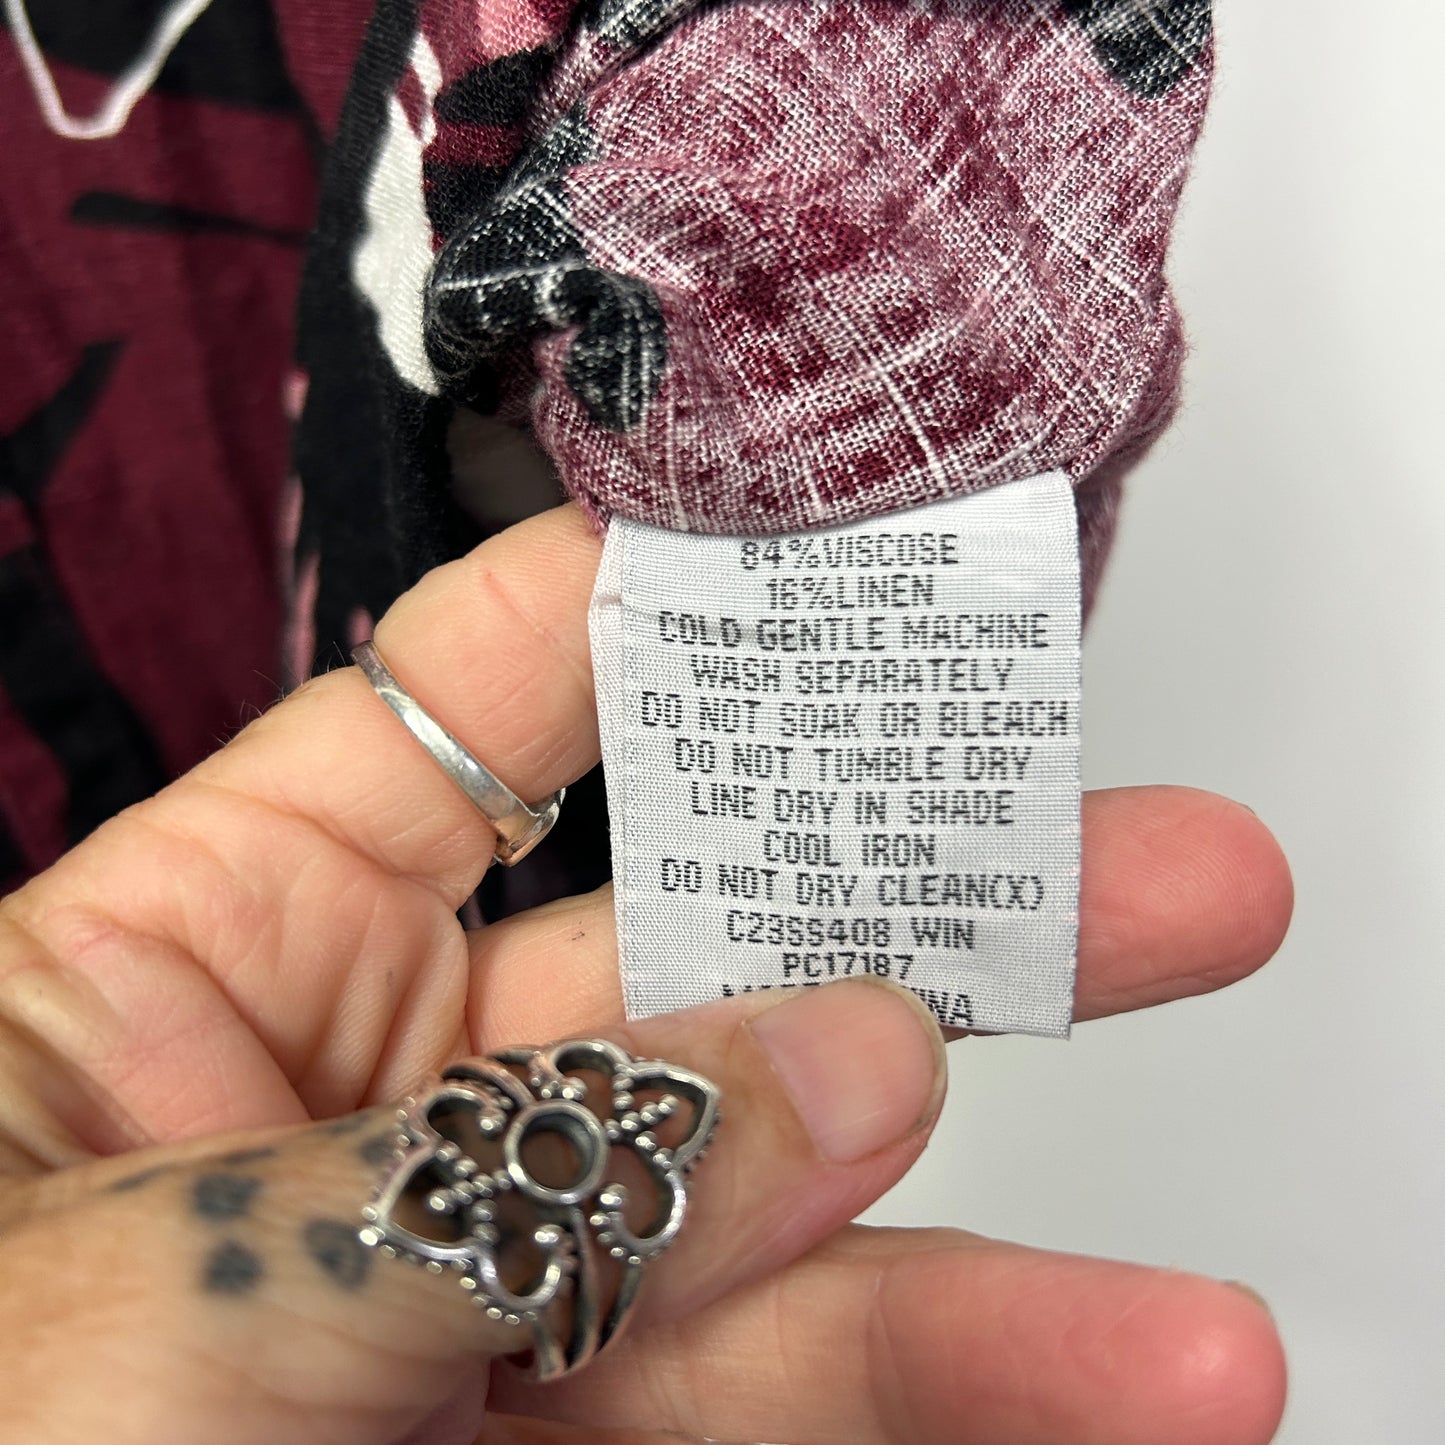 84%VISCOSE
16%LINEN
COLD GENTLE MACHINE
WASH SEPARATELY
DO NOT SOAK OR BLEACH
DO NOT TUMBLE DRY
LINE DRY IN SHADE
COOL IRON
DO NOT DRY CLEAN(X)
C23SS408 WIN
PC17187